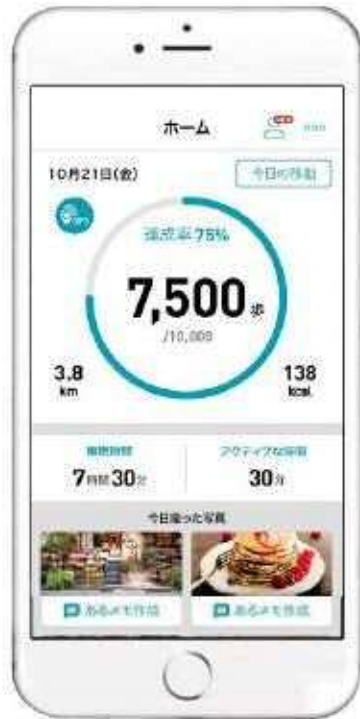 ホーム
10月21日(金)
今日の移動
達成率75%
7,500歩
/10,000
3.8
km
138
kcal
睡眠時間
アクティブな時間
7時間30分
30分
今日撮った写真
あるメモ作成
あるメモ作成